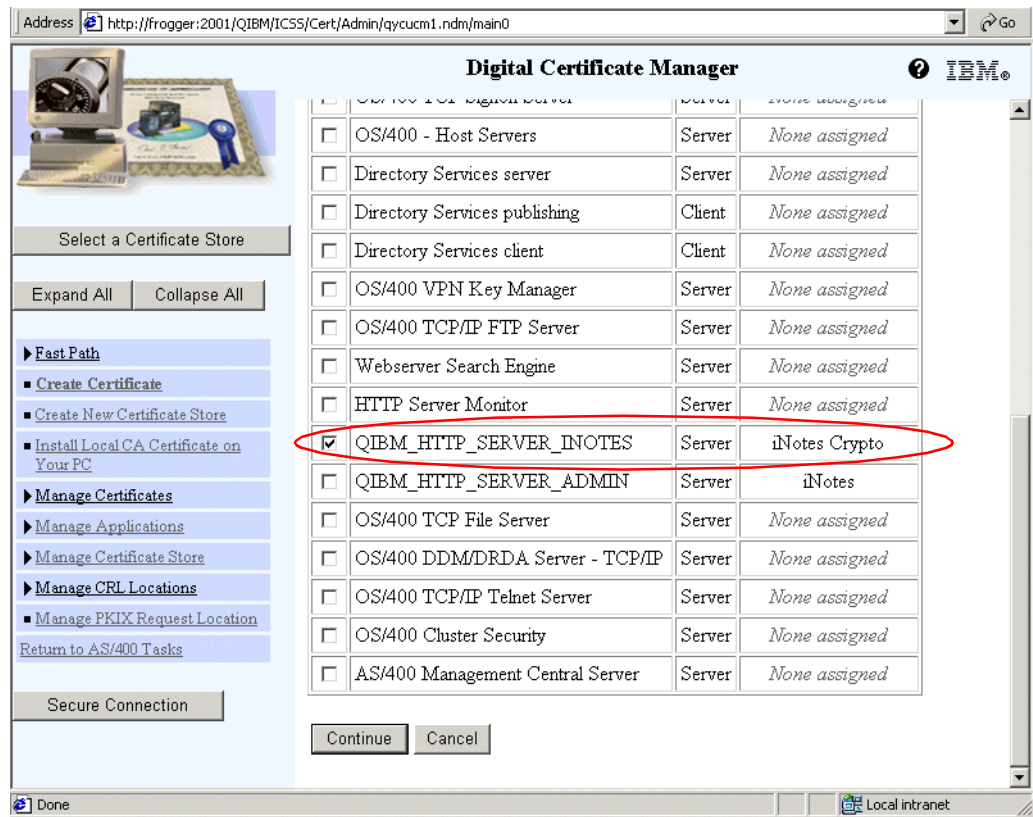 Address http://frogger:2001/QIBM/ICSS/Cert/Admin/qycucm1.ndm/main0 Go
Digital Certificate Manager ? IBM®
Select a Certificate Store
Expand All Collapse All
Fast Path
Create Certificate
Create New Certificate Store
Install Local CA Certificate on
Your PC
Manage Certificates
Manage Applications
Manage Certificate Store
Manage CRL Locations
Manage PKIX Request Location
Return to AS/400 Tasks
Secure Connection
OS/400 TCP Signon Server Server None assigned
OS/400 - Host Servers Server None assigned
Directory Services server Server None assigned
Directory Services publishing Client None assigned
Directory Services client Client None assigned
OS/400 VPN Key Manager Server None assigned
OS/400 TCP/IP FTP Server Server None assigned
Webserver Search Engine Server None assigned
HTTP Server Monitor Server None assigned
QIBM_HTTP_SERVER_INOTES Server iNotes Crypto
QIBM_HTTP_SERVER_ADMIN Server iNotes
OS/400 TCP File Server Server None assigned
OS/400 DDM/DRDA Server - TCP/IP Server None assigned
OS/400 TCP/IP Telnet Server Server None assigned
OS/400 Cluster Security Server None assigned
AS/400 Management Central Server Server None assigned
Continue Cancel
Done Local intranet